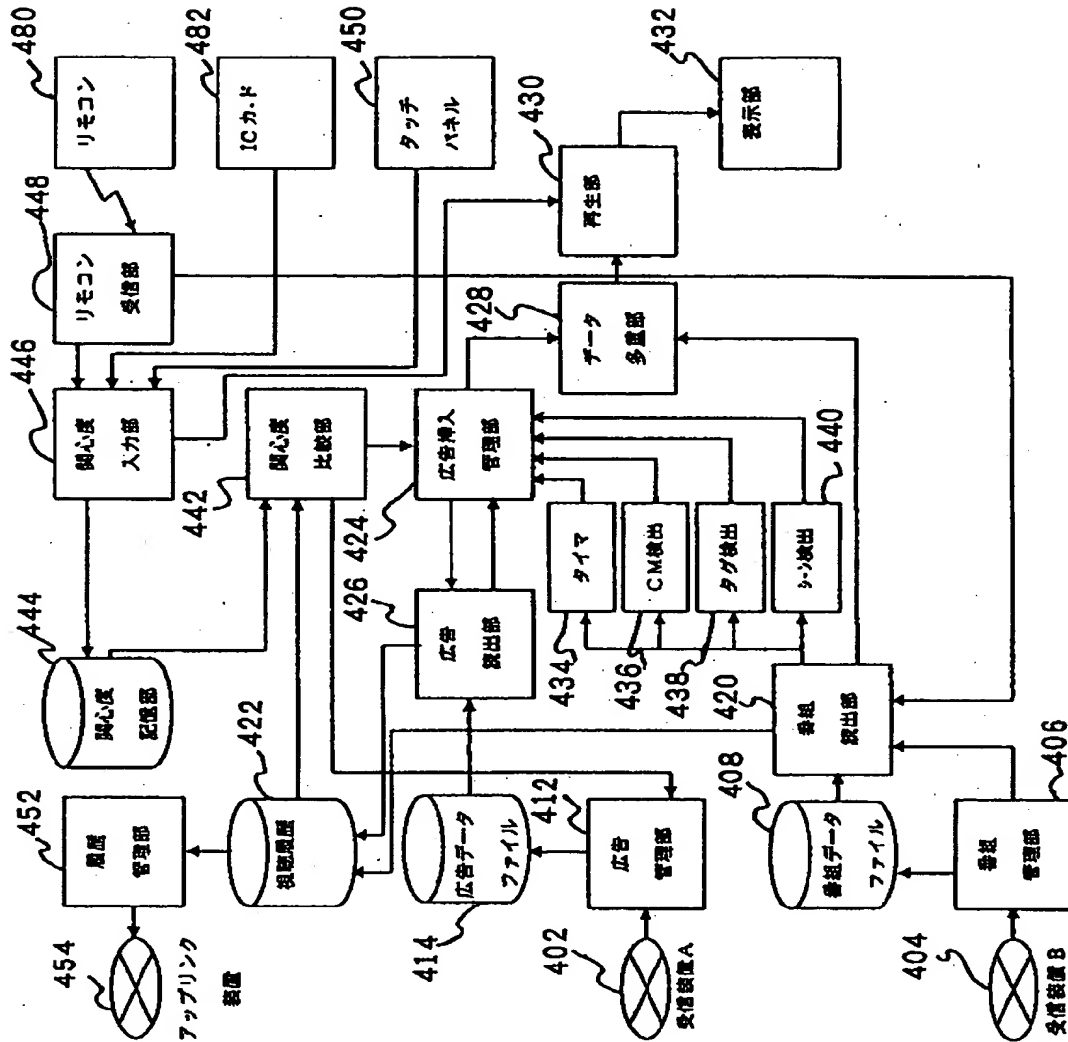 480
リモコン
482
ICカード
450
タッチ
パネル
432
表示部
448
リモコン
受信部
430
再生部
446
関心度
入力部
442
関心度
比較部
424
広告挿入
管理部
428
データ
多重部
444
関心度
記憶部
426
広告
読出部
434
タイマ
436
CM検出
438
タグ検出
440
シーン検出
422
視聴履歴
420
番組
読出部
452
履歴
管理部
414
広告データ
ファイル
412
広告
管理部
408
番組データ
ファイル
406
番組
管理部
454
アップリンク
装置
402
受信装置A
404
受信装置B